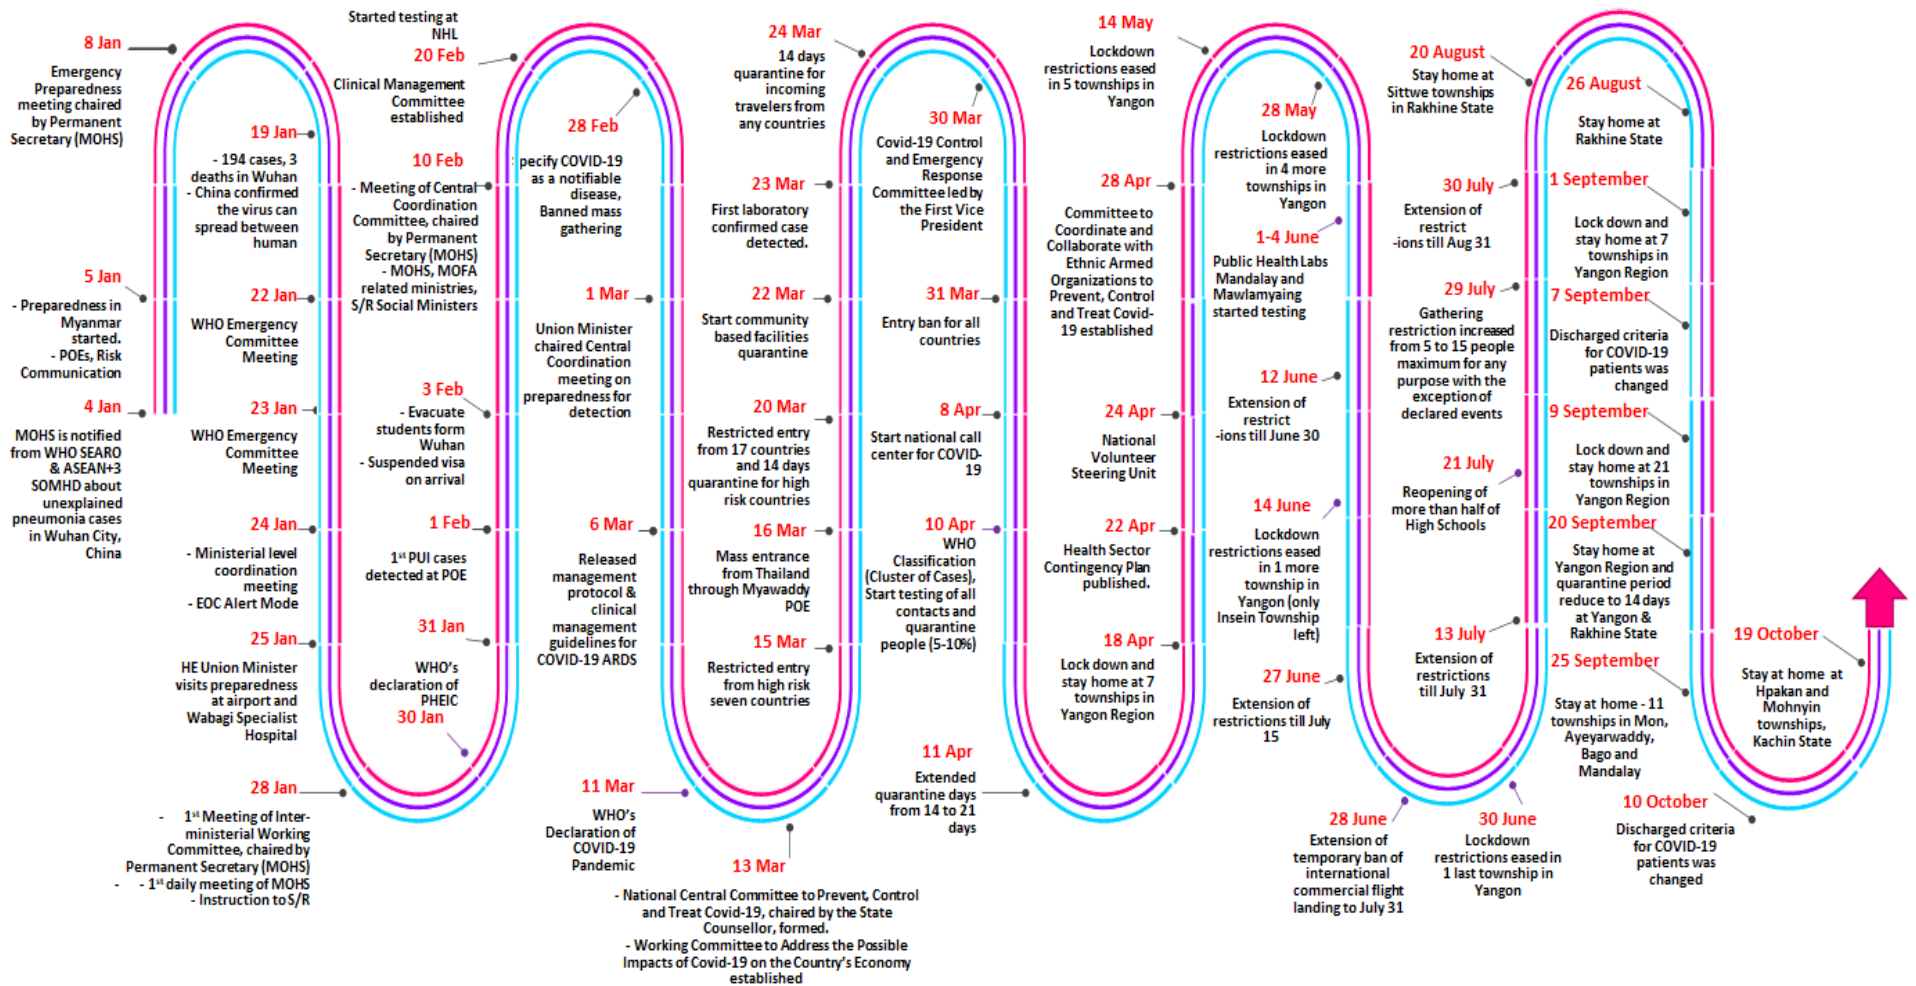 4 Jan
MOHS is notified
from WHO SEARO
& ASEAN+3
SOMHD about
unexplained
pneumonia cases
in Wuhan City,
China
5 Jan
- Preparedness in
Myanmar
started.
- POEs, Risk
Communication
8 Jan
Emergency
Preparedness
meeting chaired
by Permanent
Secretary (MOHS)
19 Jan
- 194 cases, 3
deaths in Wuhan
- China confirmed
the virus can
spread between
human
22 Jan
WHO Emergency
Committee
Meeting
23 Jan
WHO Emergency
Committee
Meeting
24 Jan
- Ministerial level
coordination
meeting
- EOC Alert Mode
25 Jan
HE Union Minister
visits preparedness
at airport and
Wabagi Specialist
Hospital
28 Jan
- 1st Meeting of Inter-
ministerial Working
Committee, chaired by
Permanent Secretary (MOHS)
- - 1st daily meeting of MOHS
- Instruction to S/R
30 Jan
WHO's
declaration of
PHEIC
31 Jan
1st PUI cases
detected at POE
1 Feb
- Evacuate
students form
Wuhan
- Suspended visa
on arrival
3 Feb
- Meeting of Central
Coordination
Committee, chaired
by Permanent
Secretary (MOHS)
- MOHS, MOFA
related ministries,
S/R Social Ministers
10 Feb
Clinical Management
Committee
established
20 Feb
Started testing at
NHL
28 Feb
pecify COVID-19
as a notifiable
disease,
Banned mass
gathering
1 Mar
Union Minister
chaired Central
Coordination
meeting on
preparedness for
detection
6 Mar
Released
management
protocol &
clinical
management
guidelines for
COVID-19 ARDS
11 Mar
WHO's
Declaration of
COVID-19
Pandemic
13 Mar
- National Central Committee to Prevent, Control
and Treat Covid-19, chaired by the State
Counsellor, formed.
- Working Committee to Address the Possible
Impacts of Covid-19 on the Country's Economy
established
15 Mar
Restricted entry
from high risk
seven countries
16 Mar
Mass entrance
from Thailand
through Myawaddy
POE
20 Mar
Restricted entry
from 17 countries
and 14 days
quarantine for high
risk countries
22 Mar
Start community
based facilities
quarantine
23 Mar
First laboratory
confirmed case
detected.
24 Mar
14 days
quarantine for
incoming
travelers from
any countries
30 Mar
Covid-19 Control
and Emergency
Response
Committee led by
the First Vice
President
31 Mar
Entry ban for all
countries
8 Apr
Start national call
center for COVID-
19
10 Apr
WHO
Classification
(Cluster of Cases),
Start testing of all
contacts and
quarantine
people (5-10%)
11 Apr
Extended
quarantine days
from 14 to 21
days
18 Apr
Lock down and
stay home at 7
townships in
Yangon Region
22 Apr
Health Sector
Contingency Plan
published.
24 Apr
National
Volunteer
Steering Unit
28 Apr
Committee to
Coordinate and
Collaborate with
Ethnic Armed
Organizations to
Prevent, Control
and Treat Covid-
19 established
14 May
Lockdown
restrictions eased
in 5 townships in
Yangon
28 May
Lockdown
restrictions eased
in 4 more
townships in
Yangon
1-4 June
Public Health Labs
Mandalay and
Mawlamyaing
started testing
12 June
Extension of
restrict
-ions till June 30
14 June
Lockdown
restrictions eased
in 1 more
township in
Yangon (only
Insein Township
left)
27 June
Extension of
restrictions till July
15
28 June
Extension of
temporary ban of
international
commercial flight
landing to July 31
30 June
Lockdown
restrictions eased in
1 last township in
Yangon
13 July
Extension of
restrictions
till July 31
21 July
Reopening of
more than half of
High Schools
29 July
Gathering
restriction increased
from 5 to 15 people
maximum for any
purpose with the
exception of
declared events
30 July
Extension of
restrict
-ions till Aug 31
20 August
Stay home at
Sittwe townships
in Rakhine State
26 August
Stay home at
Rakhine State
1 September
Lock down and
stay home at 7
townships in
Yangon Region
7 September
Discharged criteria
for COVID-19
patients was
changed
9 September
Lock down and
stay home at 21
townships in
Yangon Region
20 September
Stay home at
Yangon Region and
quarantine period
reduce to 14 days
at Yangon &
Rakhine State
25 September
Stay at home - 11
townships in Mon,
Ayeyarwaddy,
Bago and
Mandalay
10 October
Discharged criteria
for COVID-19
patients was
changed
19 October
Stay at home at
Hpakan and
Mohnyin
townships,
Kachin State